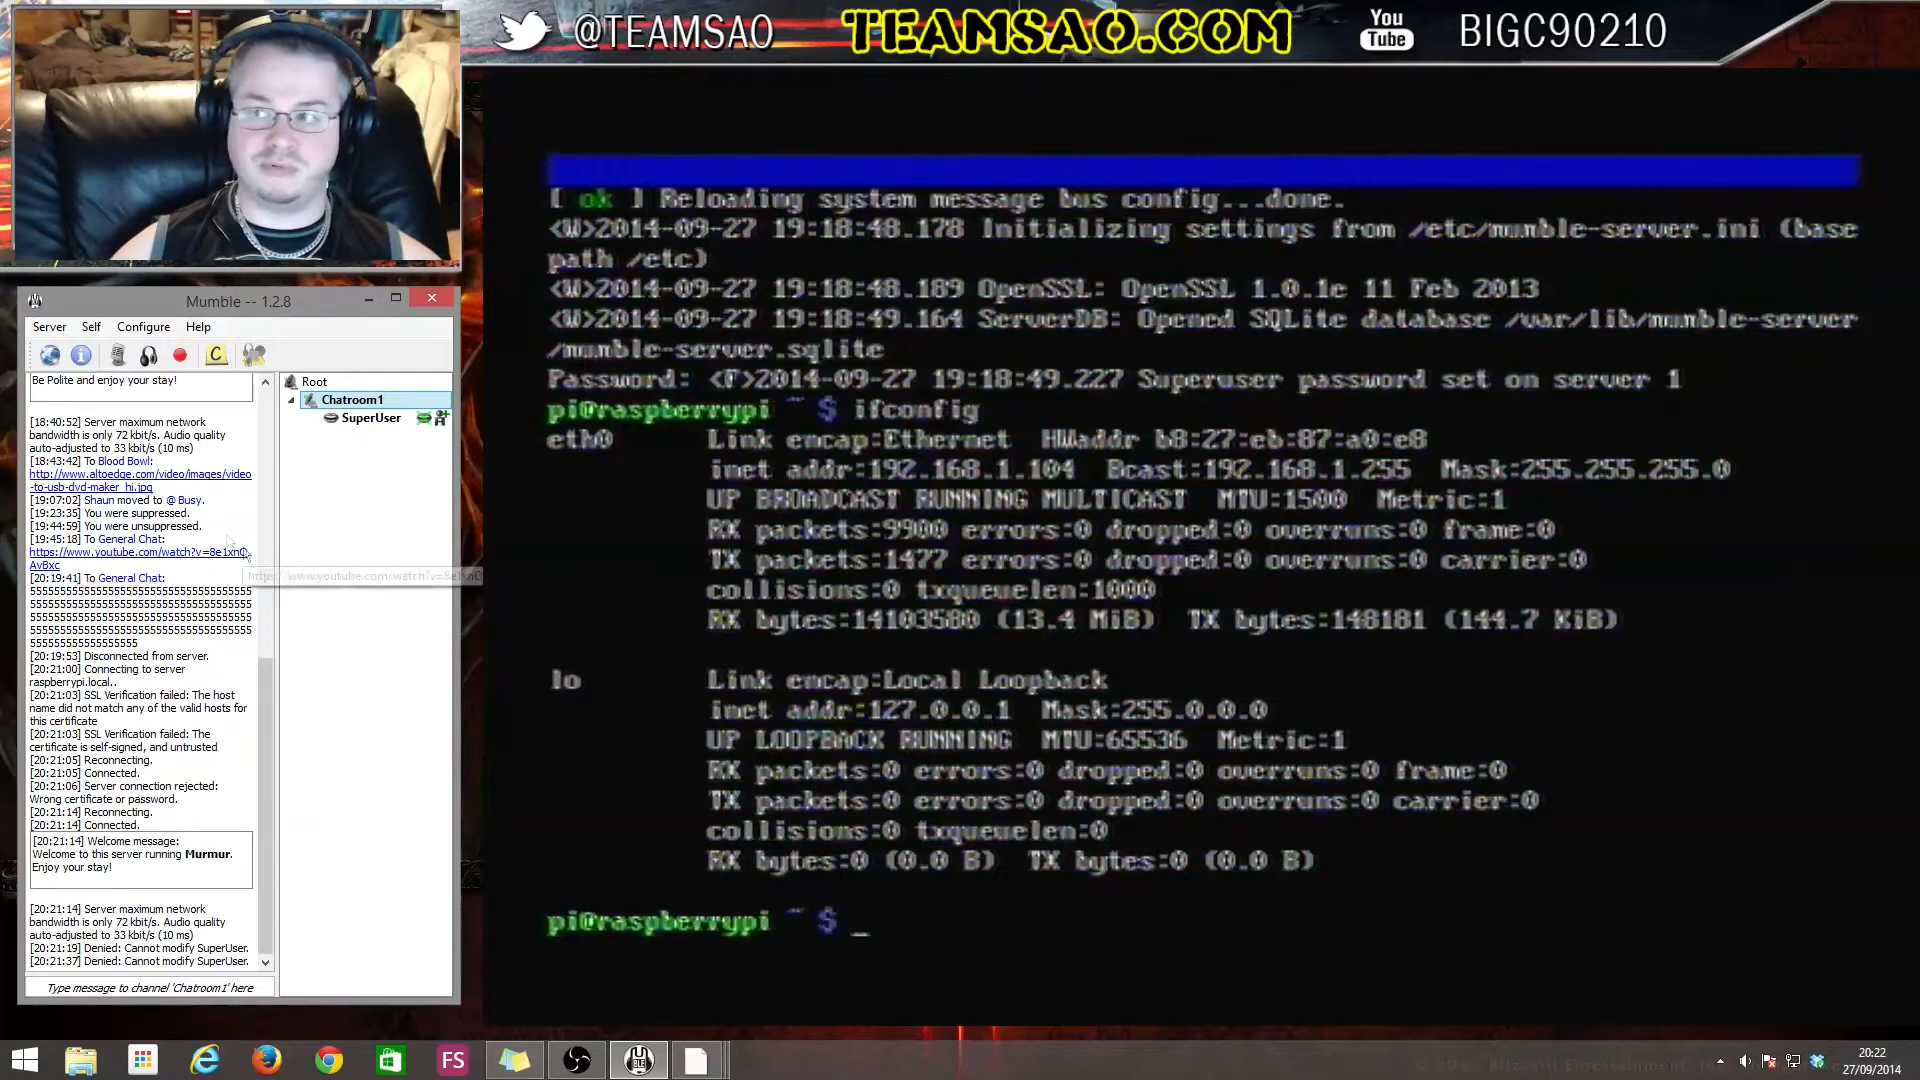 @TEAMSAO
TEAMSAO.COM
You
Tube
BIGC90210
[ ok ] Reloading system message bus config...done.
<W>2014-09-27 19:18:48.178 Initializing settings from /etc/mumble-server.ini (base
path /etc)
<W>2014-09-27 19:18:48.189 OpenSSL: OpenSSL 1.0.1e 11 Feb 2013
<W>2014-09-27 19:18:49.164 ServerDB: Opened SQLite database /var/lib/mumble-server
/mumble-server.sqlite
Password: <F>2014-09-27 19:18:49.227 Superuser password set on server 1
pi@raspberrypi ~ $ ifconfig
eth0 Link encap:Ethernet HWaddr b8:27:eb:87:a0:e8
inet addr:192.168.1.104 Bcast:192.168.1.255 Mask:255.255.255.0
UP BROADCAST RUNNING MULTICAST MTU:1500 Metric:1
RX packets:9900 errors:0 dropped:0 overruns:0 frame:0
TX packets:1477 errors:0 dropped:0 overruns:0 carrier:0
collisions:0 txqueuelen:1000
RX bytes:14103580 (13.4 MiB) TX bytes:148181 (144.7 KiB)
lo Link encap:Local Loopback
inet addr:127.0.0.1 Mask:255.0.0.0
UP LOOPBACK RUNNING MTU:65536 Metric:1
RX packets:0 errors:0 dropped:0 overruns:0 frame:0
TX packets:0 errors:0 dropped:0 overruns:0 carrier:0
collisions:0 txqueuelen:0
RX bytes:0 (0.0 B) TX bytes:0 (0.0 B)
pi@raspberrypi ~ $ _
Mumble -- 1.2.8
Server Self Configure Help
Be Polite and enjoy your stay!
[18:40:52] Server maximum network
bandwidth is only 72 kbit/s. Audio quality
auto-adjusted to 33 kbit/s (10 ms)
[18:43:42] To Blood Bowl:
http://www.altoedge.com/video/images/video
-to-usb-dvd-maker_hi.jpg
[19:07:02] Shaun moved to @ Busy.
[19:23:35] You were suppressed.
[19:44:59] You were unsuppressed.
[19:45:18] To General Chat:
https://www.youtube.com/watch?v=8e1xnQ
AvBxc
[20:19:41] To General Chat:
[20:19:53] Disconnected from server.
[20:21:00] Connecting to server
raspberrypi.local..
[20:21:03] SSL Verification failed: The host
name did not match any of the valid hosts for
this certificate
[20:21:03] SSL Verification failed: The
certificate is self-signed, and untrusted
[20:21:05] Reconnecting.
[20:21:05] Connected.
[20:21:06] Server connection rejected:
Wrong certificate or password.
[20:21:14] Reconnecting.
[20:21:14] Connected.
[20:21:14] Welcome message:
Welcome to this server running Murmur.
Enjoy your stay!
[20:21:14] Server maximum network
bandwidth is only 72 kbit/s. Audio quality
auto-adjusted to 33 kbit/s (10 ms)
[20:21:19] Denied: Cannot modify SuperUser.
[20:21:37] Denied: Cannot modify SuperUser.
Type message to channel 'Chatroom1' here
Root
Chatroom1
SuperUser
FS
20:22
27/09/2014